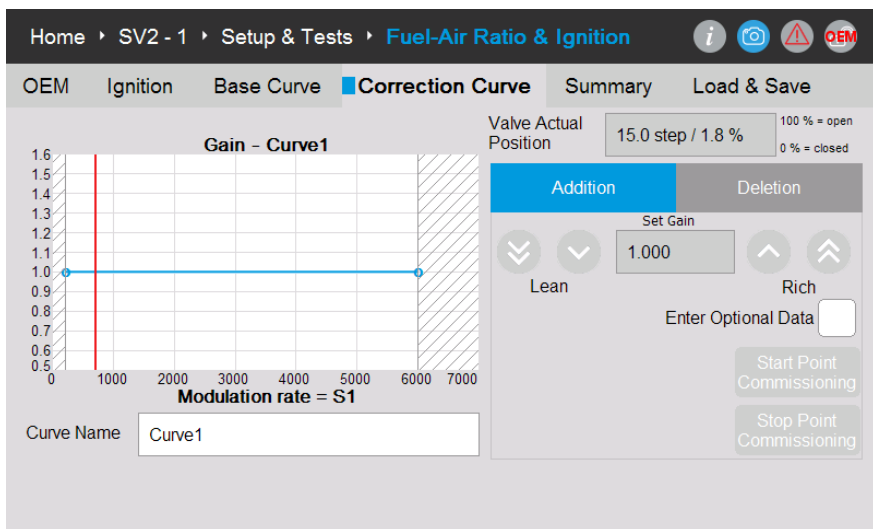 Home ‣ SV2 - 1 ‣ Setup & Tests ‣ Fuel-Air Ratio & Ignition
i
OEM
OEM Ignition Base Curve Correction Curve Summary Load & Save
Gain - Curve1
1.6
1.5
1.4
1.3
1.2
1.1
1.0
0.9
0.8
0.7
0.6
0.5
0 1000 2000 3000 4000 5000 6000 7000
Modulation rate = S1
Curve Name Curve1
Valve Actual
Position
15.0 step / 1.8 %
100 % = open
0 % = closed
Addition Deletion
Set Gain
1.000
Lean Rich
Enter Optional Data
Start Point
Commissioning
Stop Point
Commissioning